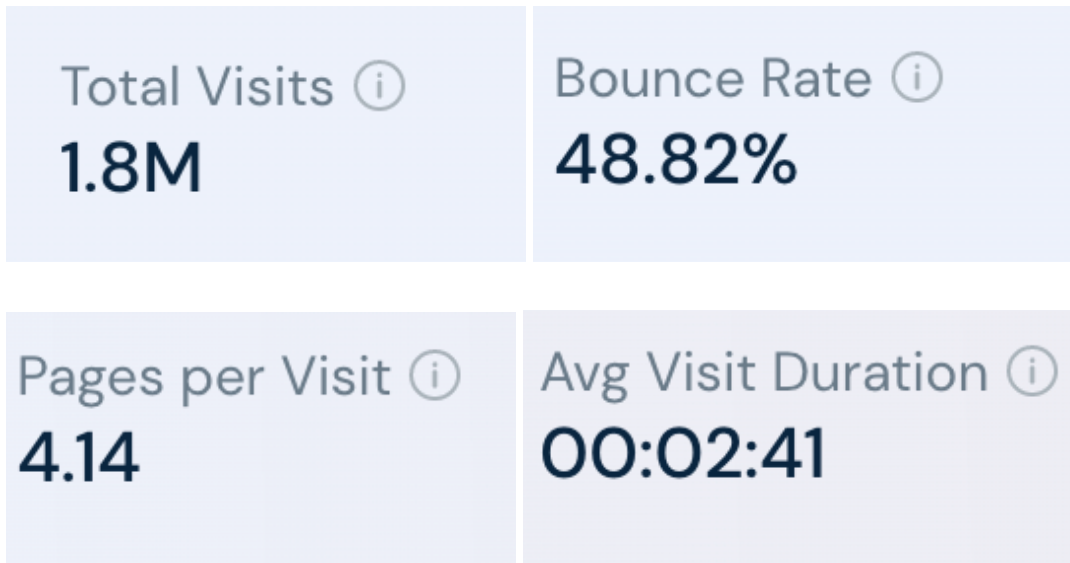 Total Visits
1.8M
Bounce Rate
48.82%
Pages per Visit
4.14
Avg Visit Duration
00:02:41